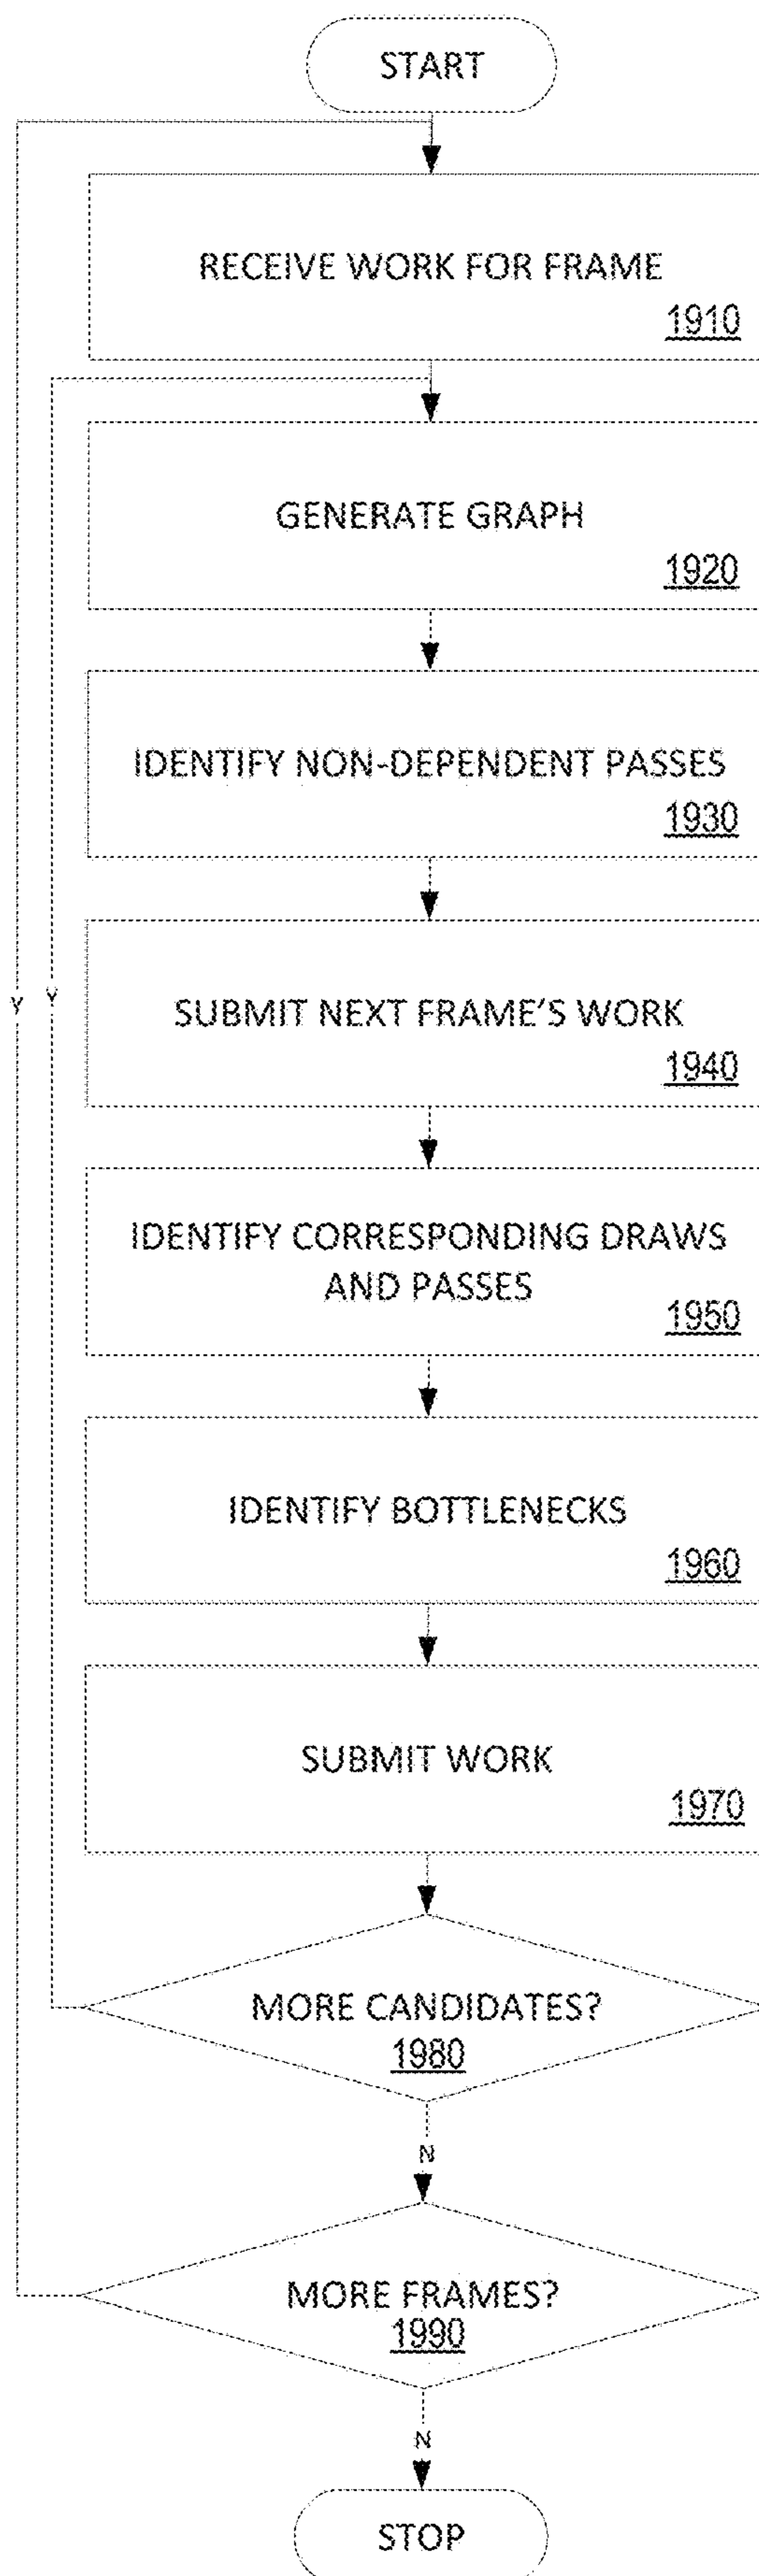 START
RECEIVE WORK FOR FRAME
1910
GENERATE GRAPH
1920
IDENTIFY NON-DEPENDENT PASSES
1930
SUBMIT NEXT FRAME'S WORK
1940
Y Y
IDENTIFY CORRESPONDING DRAWS
AND PASSES
1950
IDENTIFY BOTTLENECKS
1960
SUBMIT WORK
1970
MORE CANDIDATES?
1980
N
MORE FRAMES?
1990
N
STOP